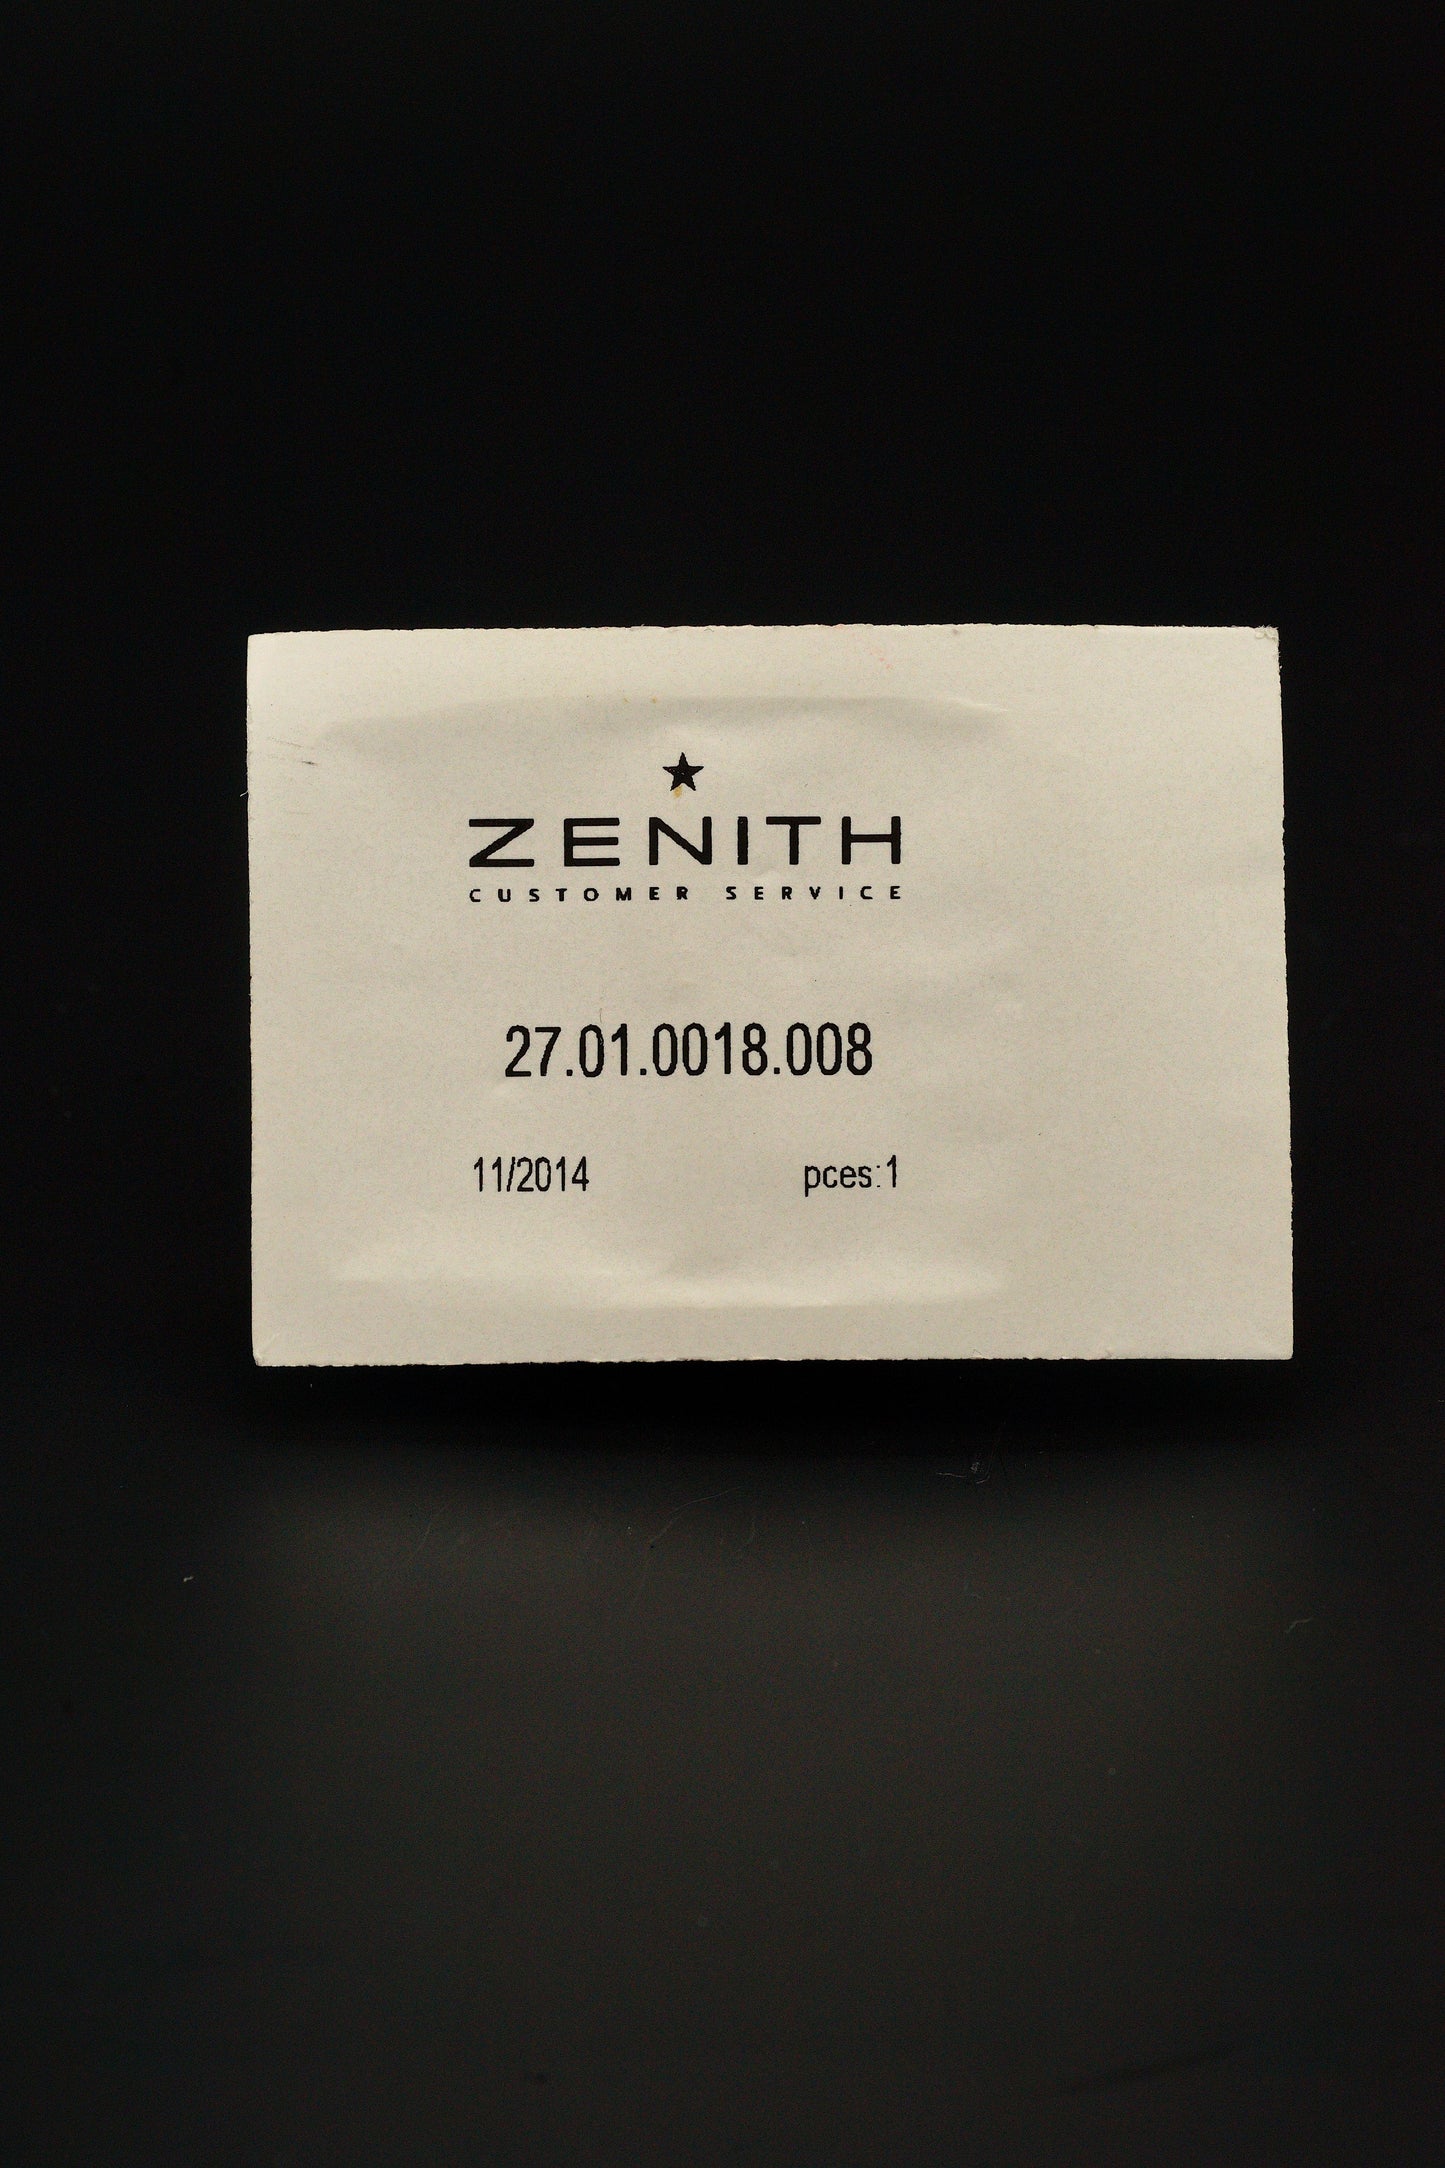 ZENITH
CUSTOMER SERVICE
27.01.0018.008
11/2014 pces:1